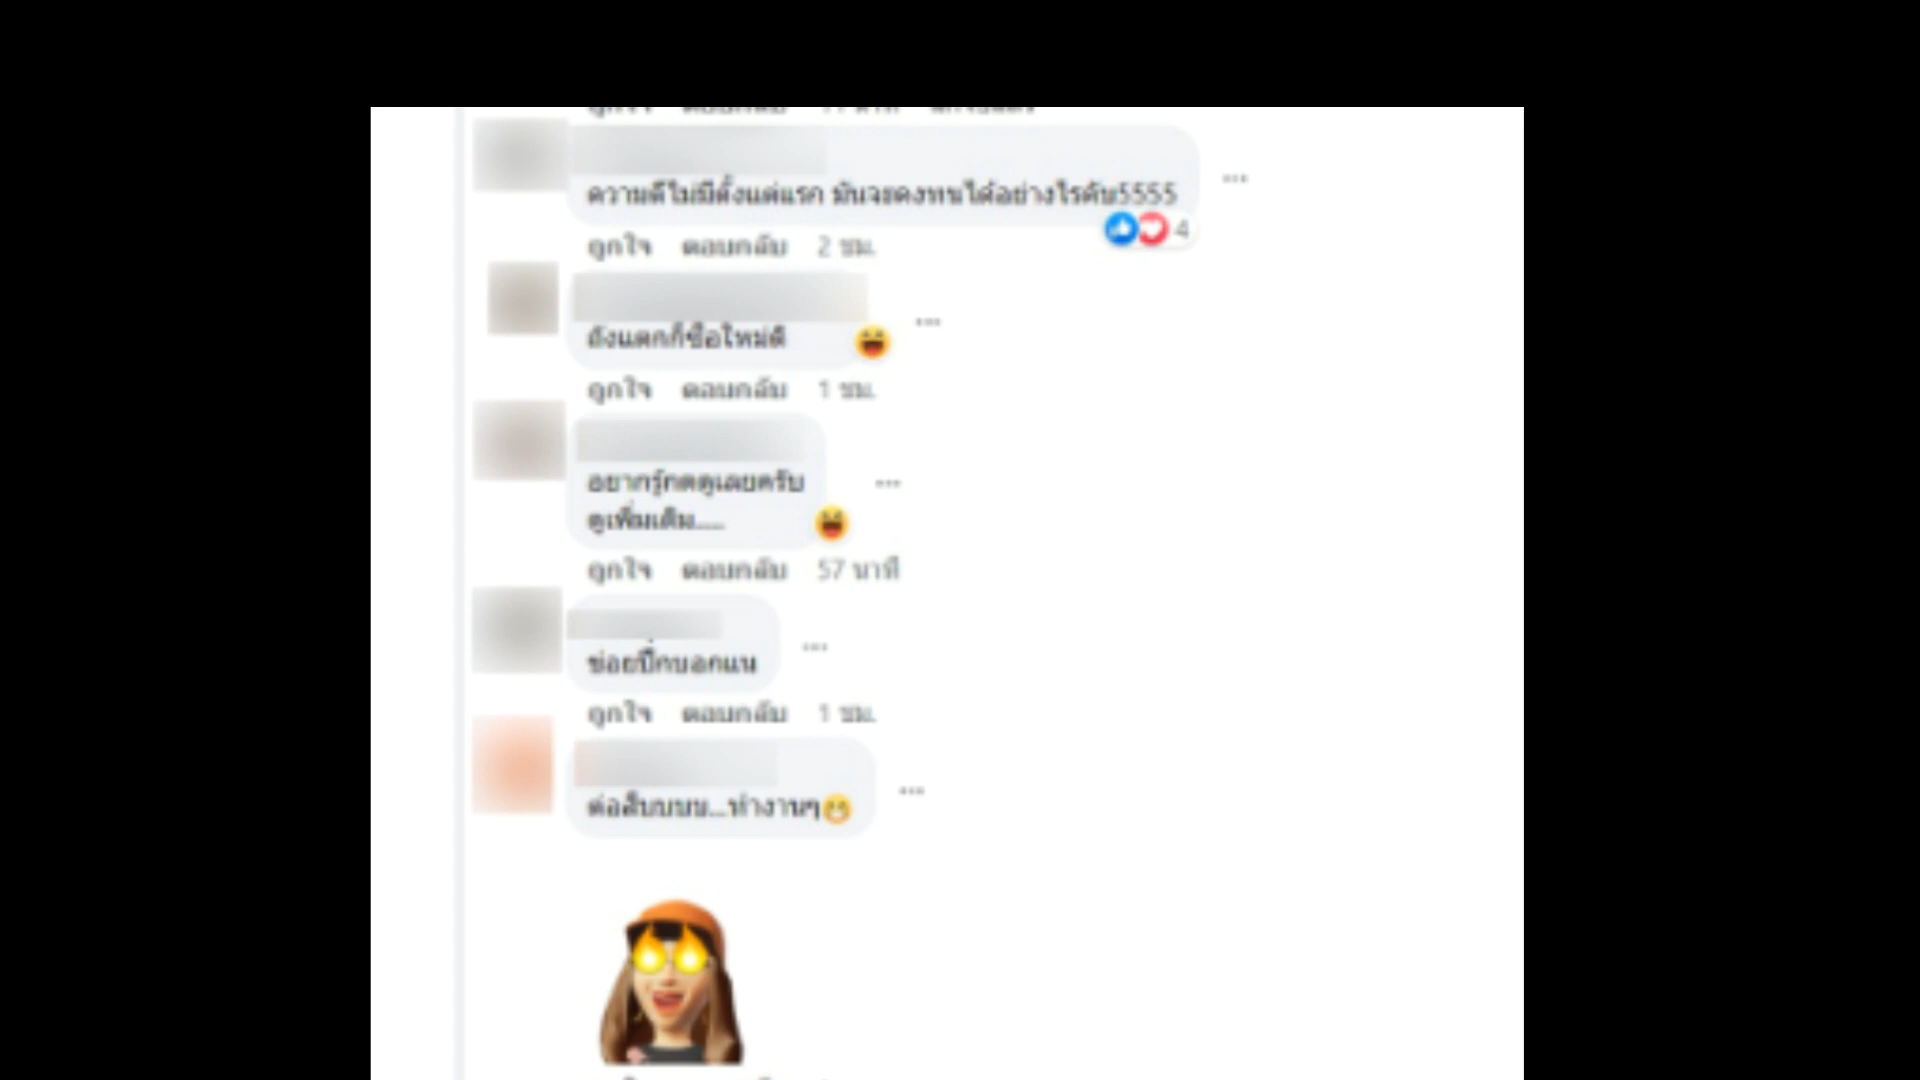 ความดีไม่มีตั้งแต่แรก มันจะคงทนได้อย่างไรคับ5555
4
ถูกใจ ตอบกลับ 2 ชม.
ถังแตกก็ซื้อใหม่ดิ
ถูกใจ ตอบกลับ 1 ชม.
อยากรู้กดดูเลยครับ
ดูเพิ่มเติม.....
ถูกใจ ตอบกลับ 57 นาที
ข่อยปึ๊กบอกแน
ถูกใจ ตอบกลับ 1 ชม.
ต่อสับบบบ...ทำงานๆ